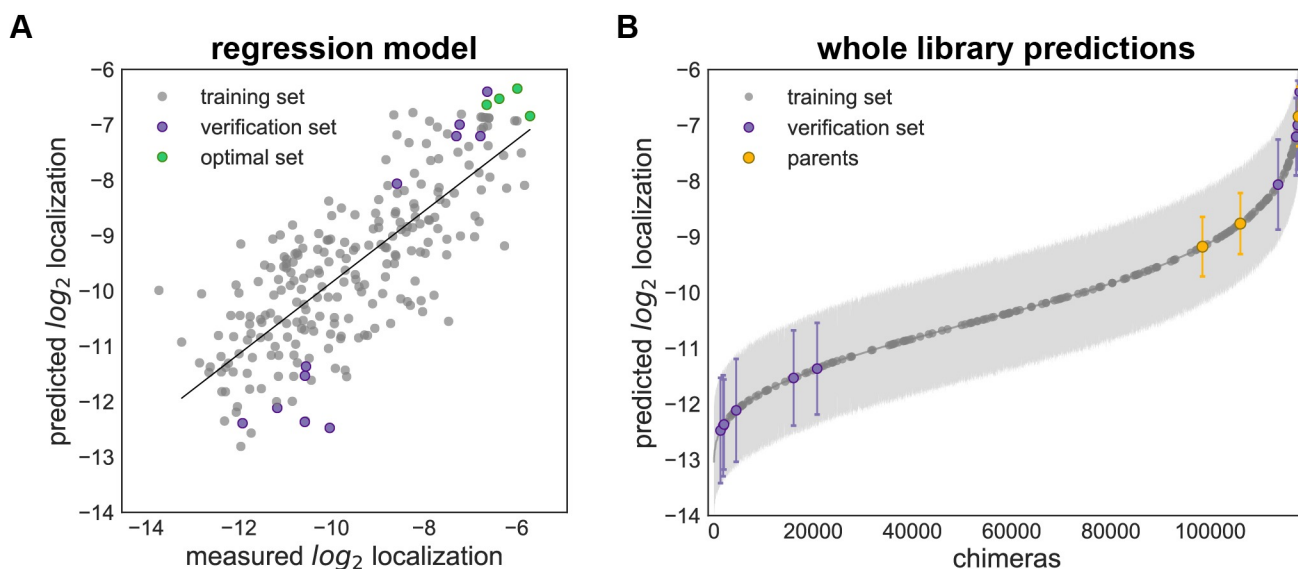 A
regression model
training set
verification set
optimal set
−6
−7
−8
−9
−10
−11
−12
−13
−14
predicted log2 localization
−14 −12 −10 −8 −6
measured log2 localization
B
whole library predictions
training set
verification set
parents
−6
−7
−8
−9
−10
−11
−12
−13
−14
predicted log2 localization
0 20000 40000 60000 80000 100000
chimeras